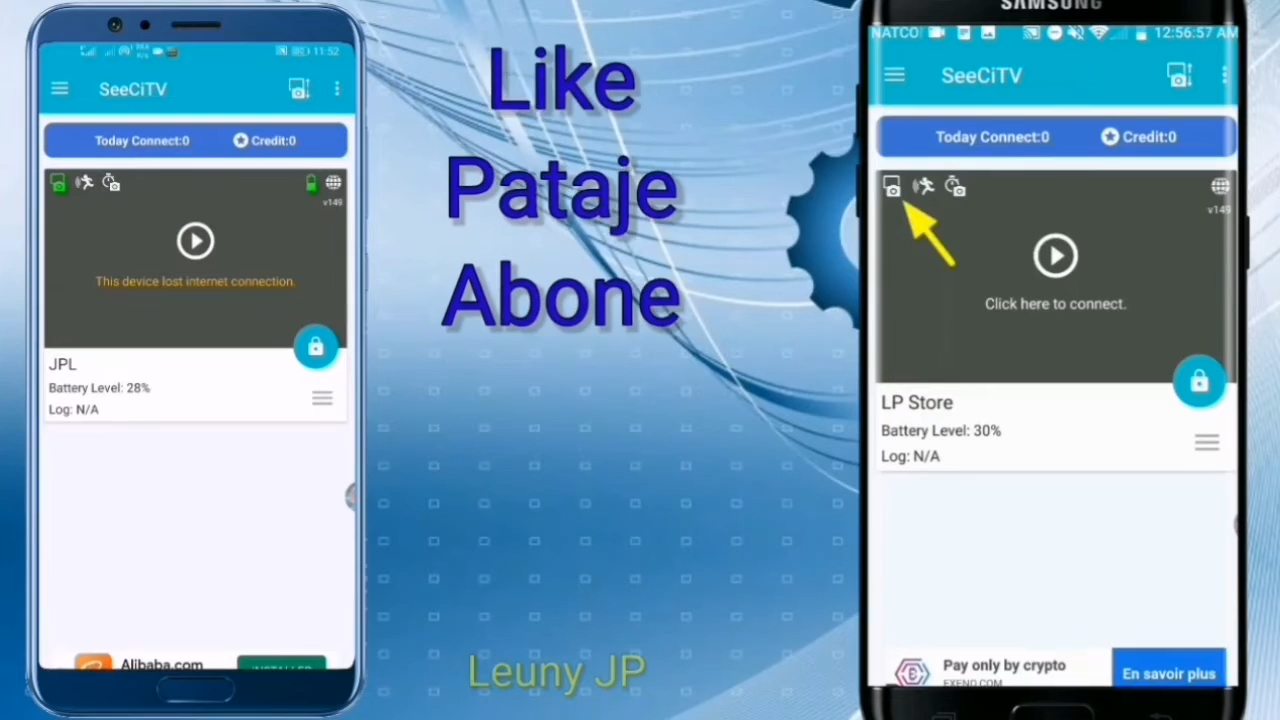 11:52
SeeCiTV
Today Connect:0
Credit:0
v149
This device lost internet connection.
JPL
Battery Level: 28%
Log: N/A
Alibaba.com
INSTALLER
Like
Pataje
Abone
Leuny JP
SAMSUNG
NATCO
12:56:57 AM
SeeCiTV
Today Connect:0
Credit:0
v149
Click here to connect.
LP Store
Battery Level: 30%
Log: N/A
Pay only by crypto
EXENO.COM
En savoir plus